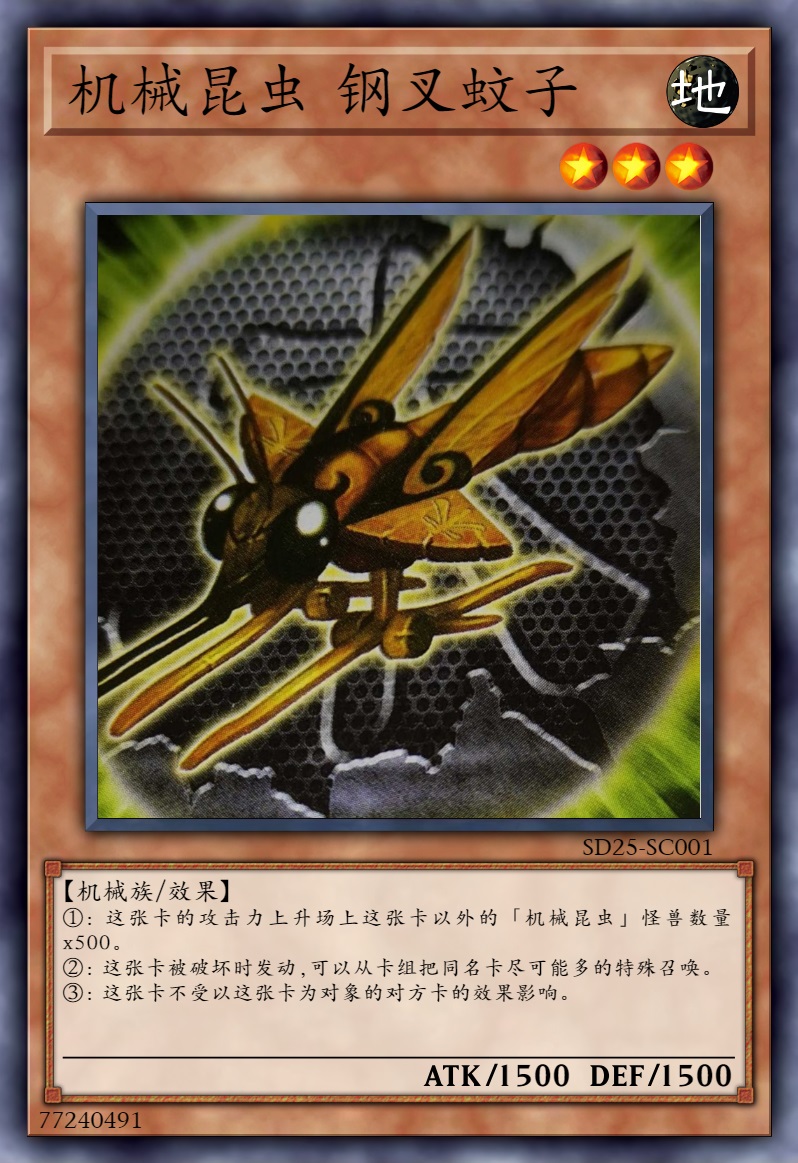 机械昆虫 钢叉蚊子
地
SD25-SC001
【机械族/效果】
①: 这张卡的攻击力上升场上这张卡以外的「机械昆虫」怪兽数量
x500。
②: 这张卡被破坏时发动,可以从卡组把同名卡尽可能多的特殊召唤。
③: 这张卡不受以这张卡为对象的对方卡的效果影响。
ATK/1500 DEF/1500
77240491